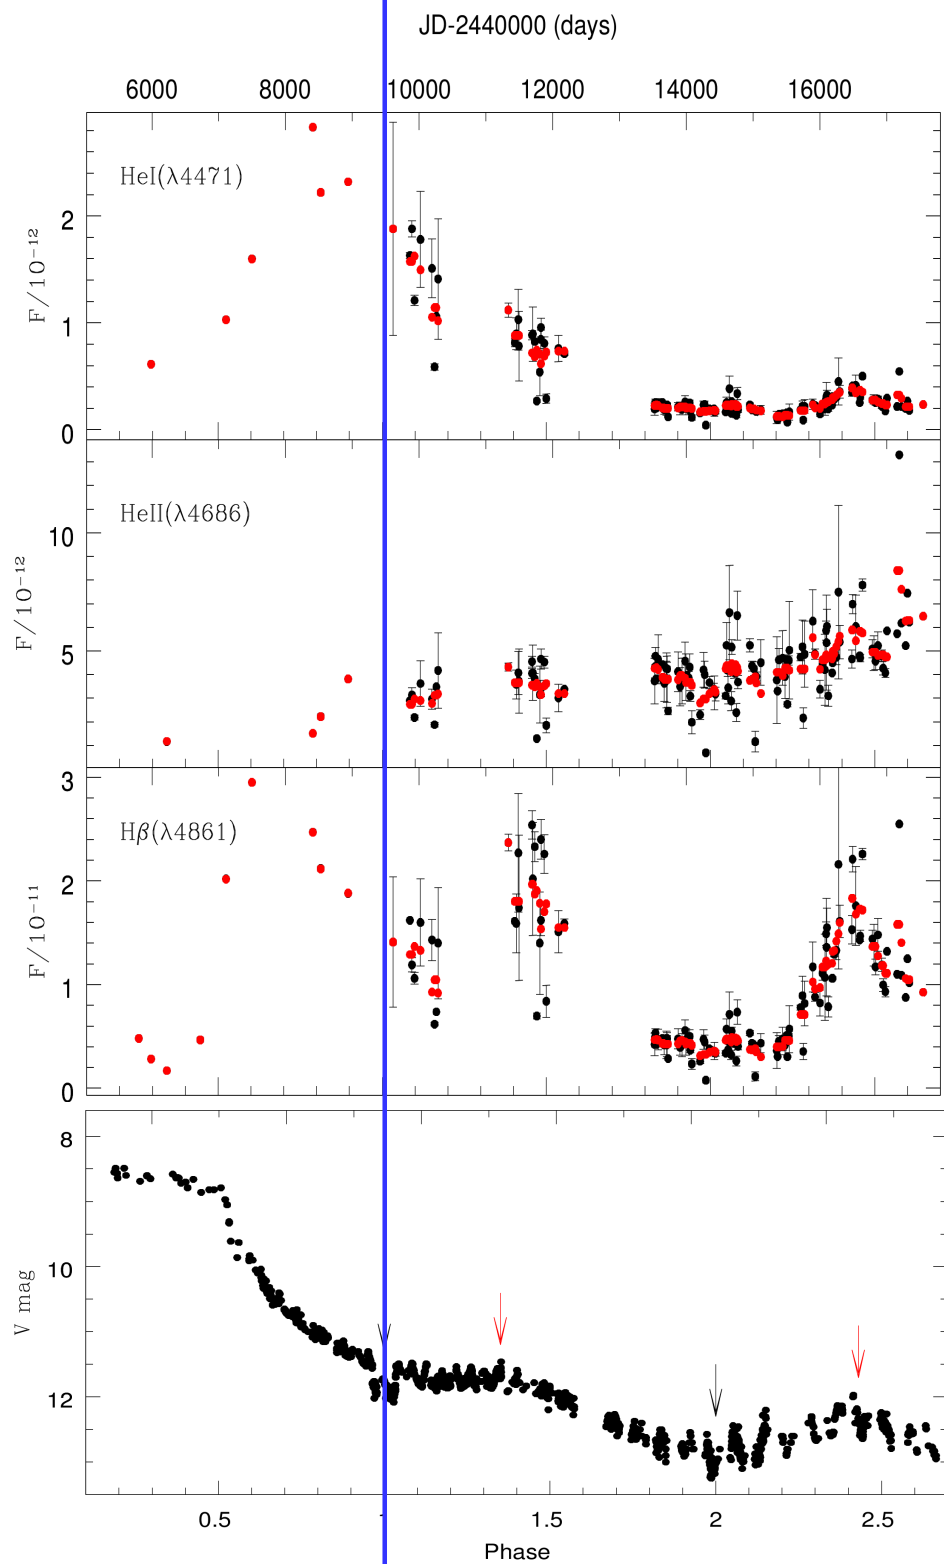 JD-2440000 (days)
6000 8000 10000 12000 14000 16000
HeI(λ4471)
F/10⁻¹²
2
1
0
HeII(λ4686)
F/10⁻¹²
10
5
Hβ(λ4861)
F/10⁻¹¹
3
2
1
0
V mag
8
10
12
0.5 1.5 2 2.5
Phase